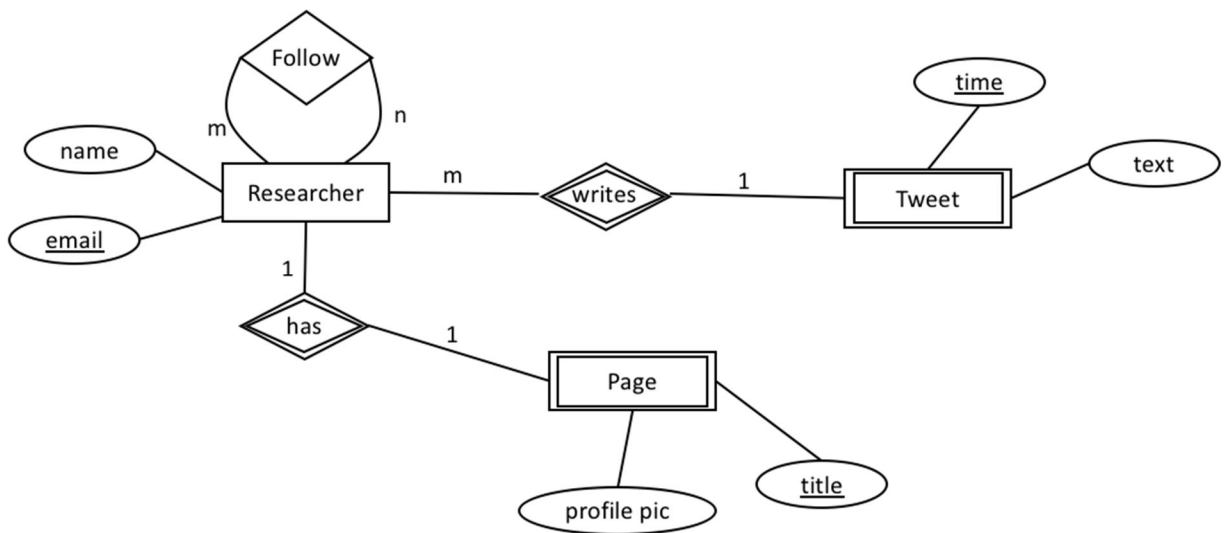 Follow
time
m
n
name
text
m
1
Researcher
writes
Tweet
email
1
has
1
Page
title
profile pic